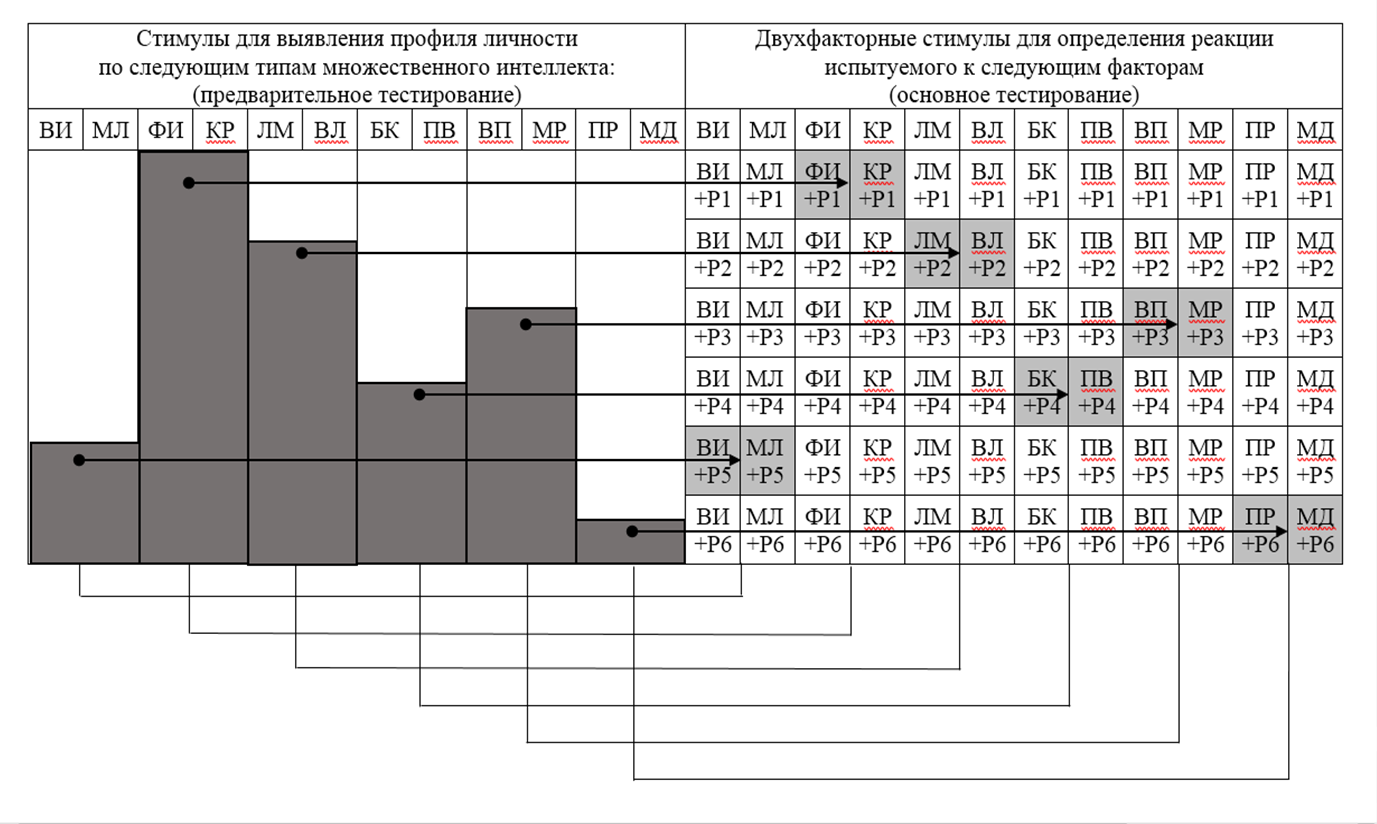 Стимулы для выявления профиля личности
по следующим типам множественного интеллекта:
(предварительное тестирование)
Двухфакторные стимулы для определения реакции
испытуемого к следующим факторам
(основное тестирование)
ВИ МЛ ФИ КР ЛМ ВЛ БК ПВ ВП МР ПР МД ВИ МЛ ФИ КР ЛМ ВЛ БК ПВ ВП МР ПР МД
ВИ МЛ ФИ КР ЛМ ВЛ БК ПВ ВП МР ПР МД
+Р1 +Р1 +Р1 +Р1 +Р1 +Р1 +Р1 +Р1 +Р1 +Р1 +Р1 +Р1
ВИ МЛ ФИ КР ЛМ ВЛ БК ПВ ВП МР ПР МД
+Р2 +Р2 +Р2 +Р2 +Р2 +Р2 +Р2 +Р2 +Р2 +Р2 +Р2 +Р2
ВИ МЛ ФИ КР ЛМ ВЛ БК ПВ ВП МР ПР МД
+Р3 +Р3 +Р3 +Р3 +Р3 +Р3 +Р3 +Р3 +Р3 +Р3 +Р3 +Р3
ВИ МЛ ФИ КР ЛМ ВЛ БК ПВ ВП МР ПР МД
+Р4 +Р4 +Р4 +Р4 +Р4 +Р4 +Р4 +Р4 +Р4 +Р4 +Р4 +Р4
ВИ МЛ ФИ КР ЛМ ВЛ БК ПВ ВП МР ПР МД
+Р5 +Р5 +Р5 +Р5 +Р5 +Р5 +Р5 +Р5 +Р5 +Р5 +Р5 +Р5
ВИ МЛ ФИ КР ЛМ ВЛ БК ПВ ВП МР ПР МД
+Р6 +Р6 +Р6 +Р6 +Р6 +Р6 +Р6 +Р6 +Р6 +Р6 +Р6 +Р6